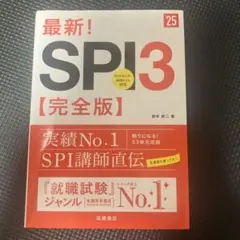 '25
最新!
SPI3
【完全版】
実績No.1
SPI講師直伝
『就職試験』
ジャンル
No.1
高橋書店